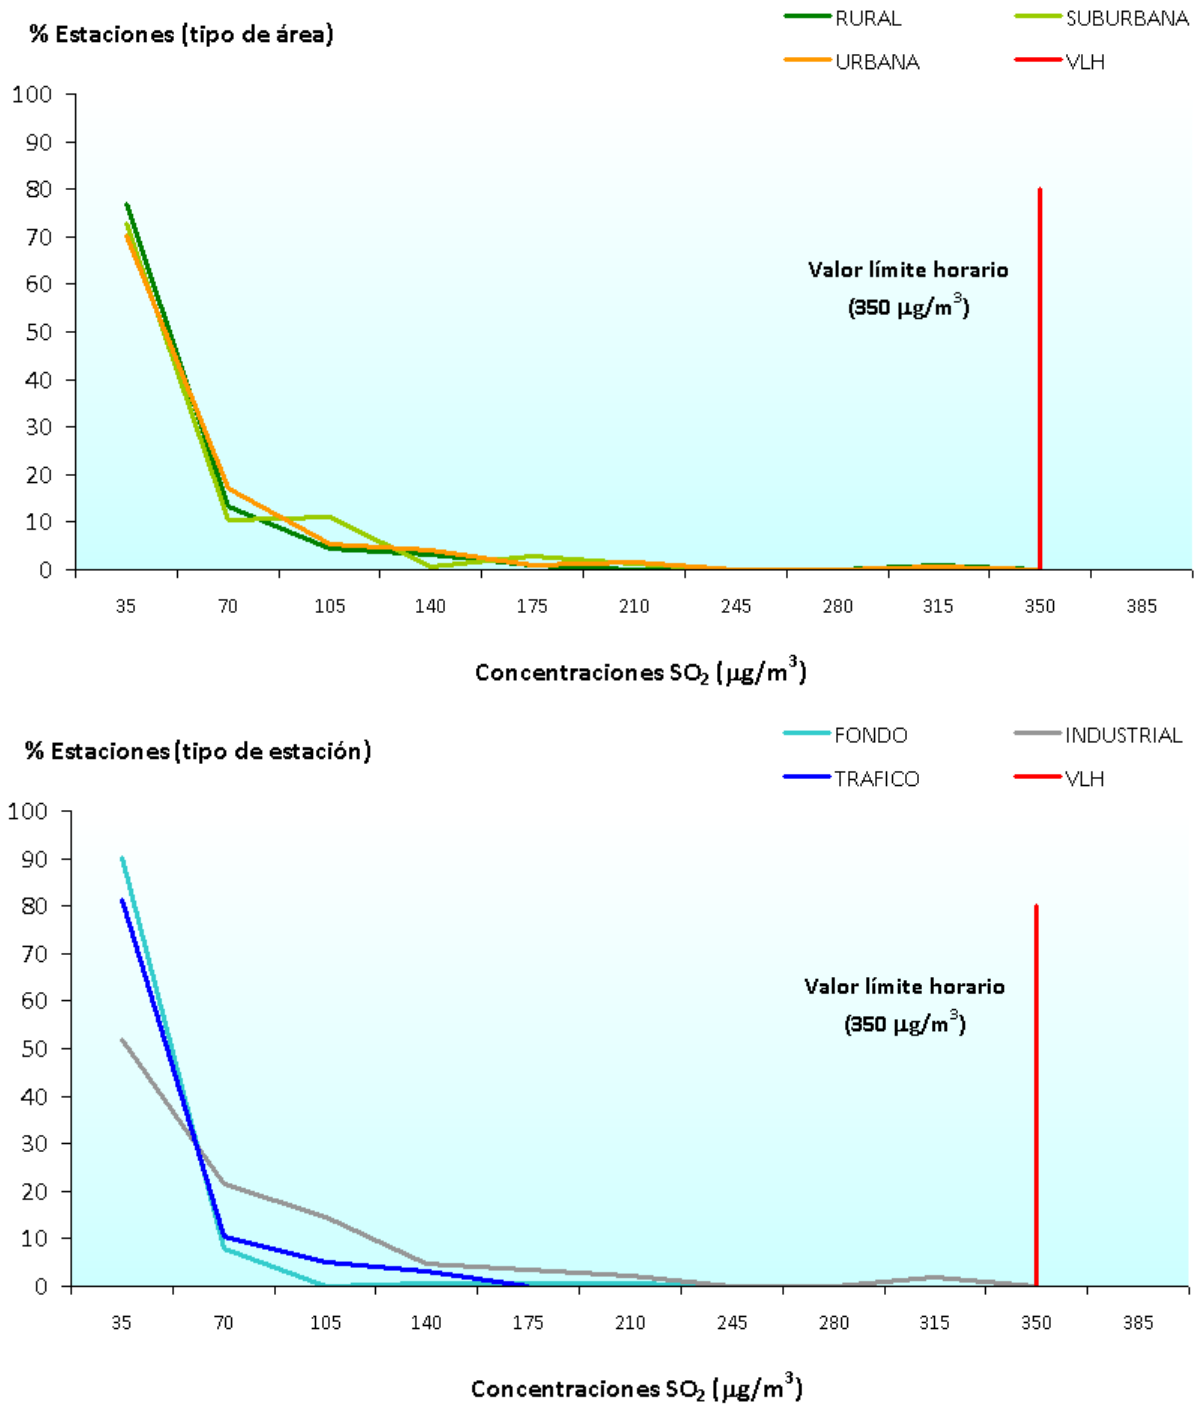 % Estaciones (tipo de área)
RURAL
SUBURBANA
URBANA
VLH
100
90
80
70
60
50
40
30
20
10
0
Valor límite horario
(350 µg/m³)
35 70 105 140 175 210 245 280 315 350 385
Concentraciones SO₂ (µg/m³)
% Estaciones (tipo de estación)
FONDO
INDUSTRIAL
TRAFICO
VLH
100
90
80
70
60
50
40
30
20
10
0
Valor límite horario
(350 µg/m³)
35 70 105 140 175 210 245 280 315 350 385
Concentraciones SO₂ (µg/m³)